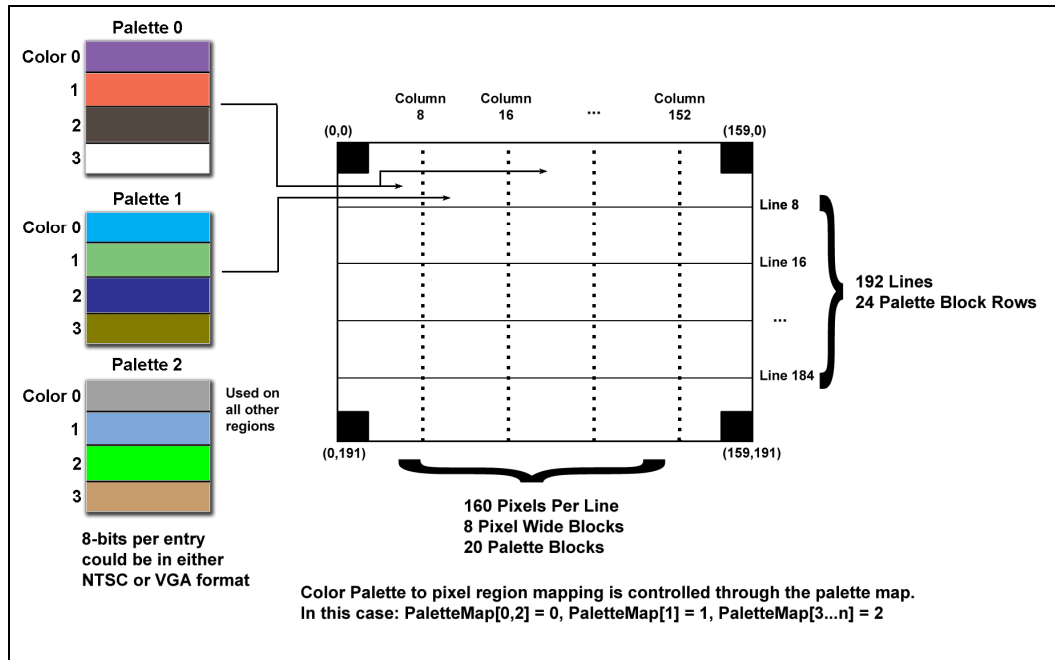 Palette 0
Color 0
1
2
3
Palette 1
Color 0
1
2
3
Palette 2
Color 0
1
2
3
Used on
all other
regions
8-bits per entry
could be in either
NTSC or VGA format
Column
8
Column
16
...
Column
152
(0,0)
(159,0)
Line 8
Line 16
...
Line 184
192 Lines
24 Palette Block Rows
(0,191)
(159,191)
160 Pixels Per Line
8 Pixel Wide Blocks
20 Palette Blocks
Color Palette to pixel region mapping is controlled through the palette map.
In this case: PaletteMap[0,2] = 0, PaletteMap[1] = 1, PaletteMap[3...n] = 2